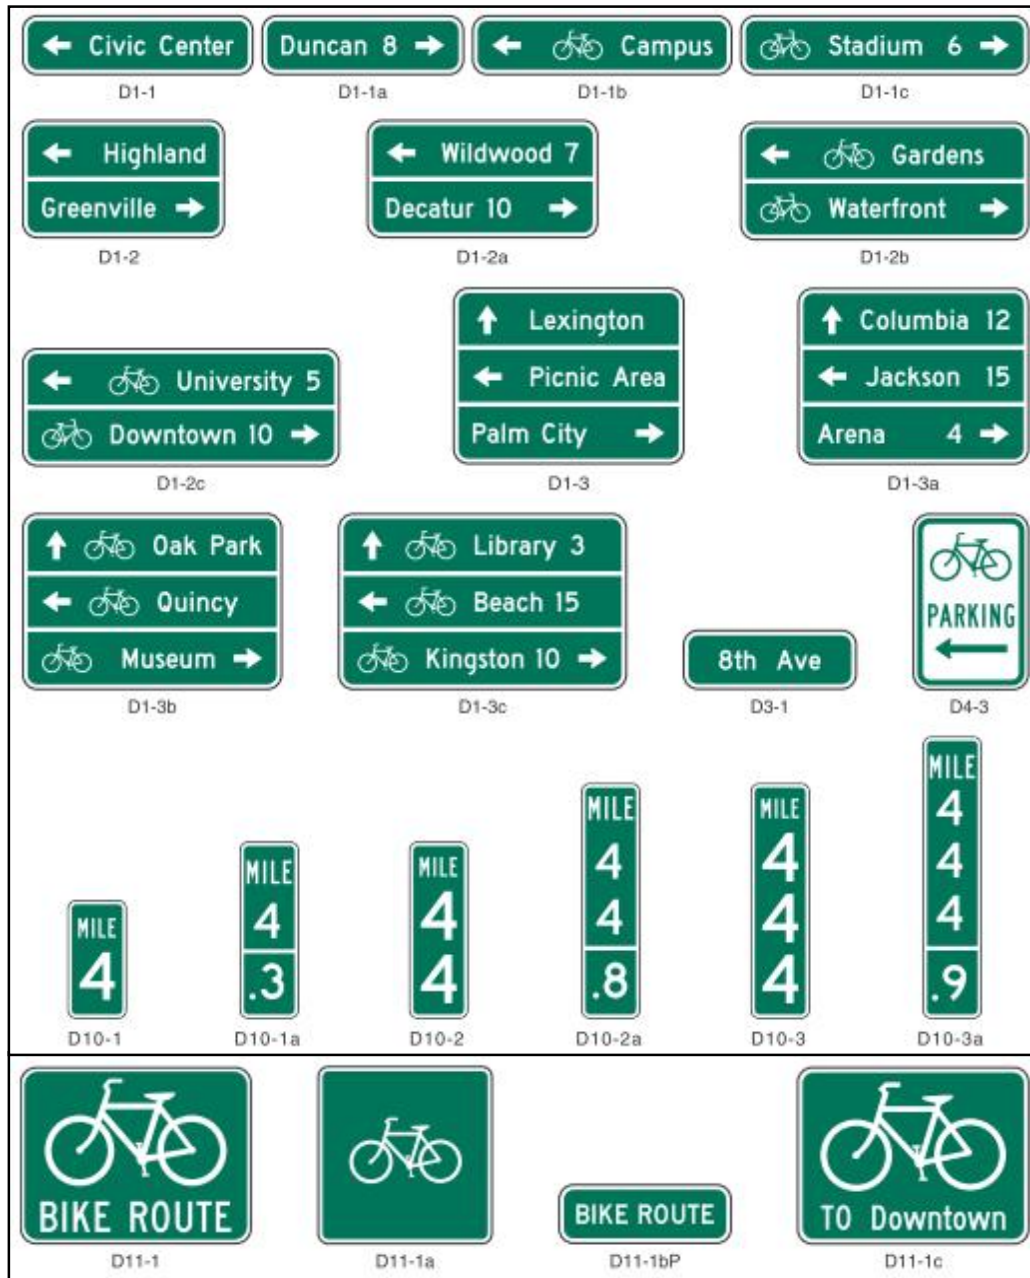 Civic Center
Duncan 8
Campus
Stadium 6
D1-1
D1-1a
D1-1b
D1-1c
Highland
Greenville
D1-2
Wildwood 7
Decatur 10
D1-2a
Gardens
Waterfront
D1-2b
University 5
Downtown 10
D1-2c
Lexington
Picnic Area
Palm City
D1-3
Columbia 12
Jackson 15
Arena 4
D1-3a
Oak Park
Quincy
Museum
D1-3b
Library 3
Beach 15
Kingston 10
D1-3c
8th Ave
D3-1
PARKING
D4-3
MILE
4
D10-1
MILE
4
.3
D10-1a
MILE
4
4
D10-2
MILE
4
4
.8
D10-2a
MILE
4
4
4
D10-3
MILE
4
4
4
.9
D10-3a
BIKE ROUTE
D11-1
D11-1a
BIKE ROUTE
D11-1bP
TO Downtown
D11-1c